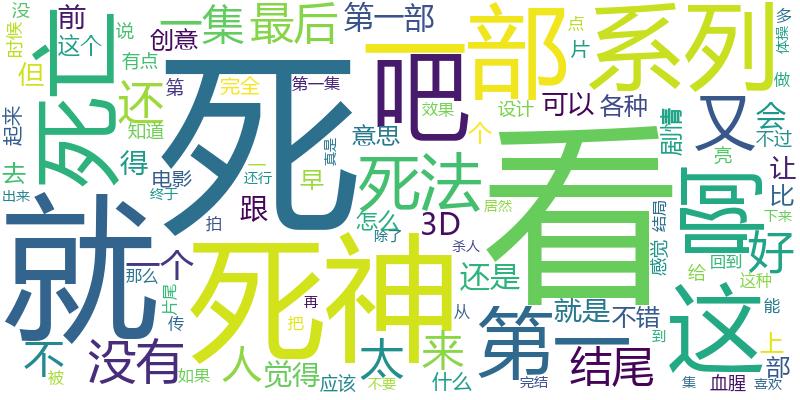 没
时候
前
这个
但
说
有点
创意
一集
最后
第一部
一
部
点
片
系列
多
体操
做
死亡
还
第
完全
第一集
知道
起来
去
得
电影
死
吧
效果
个
设计
可以
各种
剧情
又
亮
会
不过
让
比
意思
真是
早
死法
看
啊
好
下来
就
出来
终于
一
还行
跟
拍
3D
怎么
除了
居然
杀人
还是
感觉
结局
回到
给
这种
一个
那么
片尾
传
死神
再
把
从
第一
就是
不错
到
这
能
上
不
被
没有
如果
人
觉得
应该
太
不要
来
什么
完结
结尾
集
血腥
部
喜欢